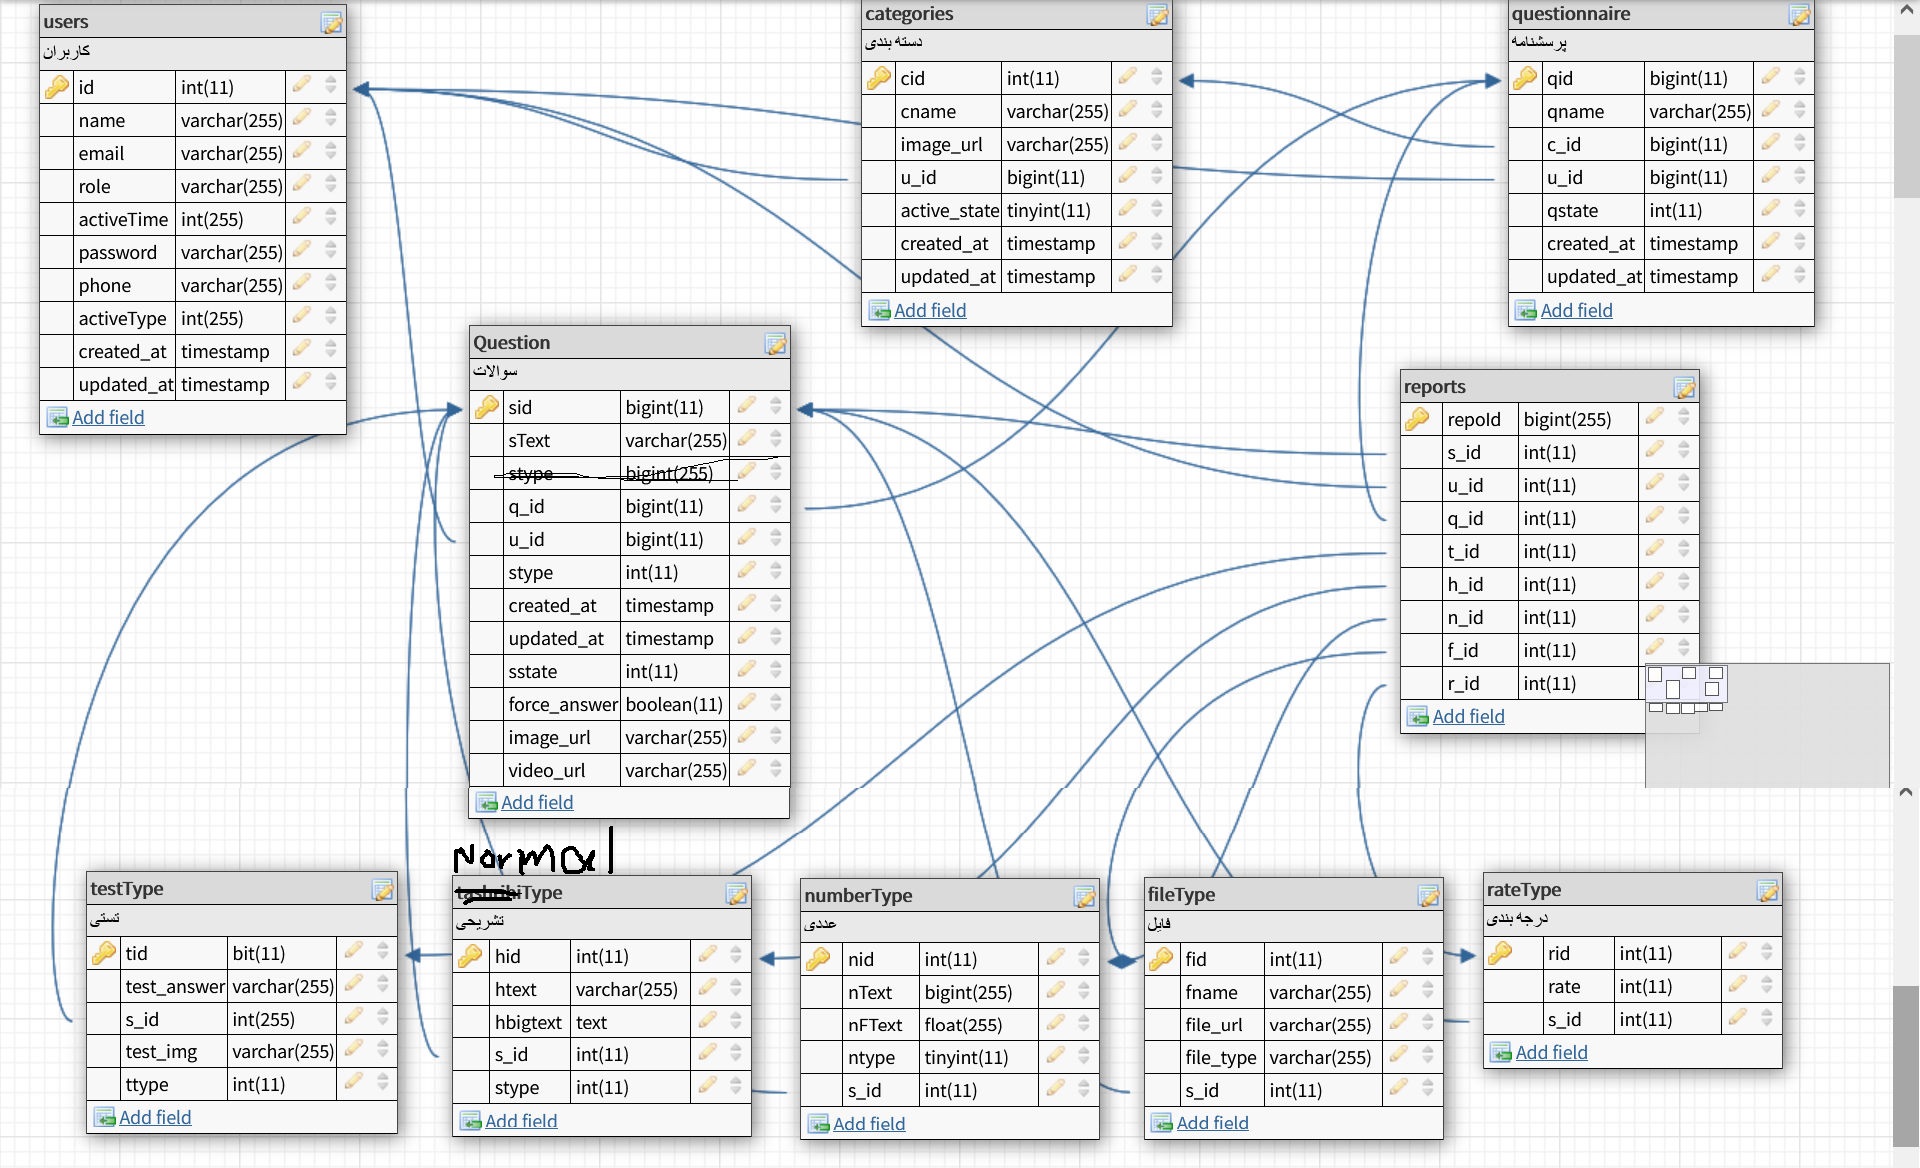 users
کاربران
id int(11)
name varchar(255)
email varchar(255)
role varchar(255)
activeTime int(255)
password varchar(255)
phone varchar(255)
activeType int(255)
created_at timestamp
updated_at timestamp
Add field
categories
دسته بندی
cid int(11)
cname varchar(255)
image_url varchar(255)
u_id bigint(11)
active_state tinyint(11)
created_at timestamp
updated_at timestamp
Add field
questionnaire
پرسشنامه
qid bigint(11)
qname varchar(255)
c_id bigint(11)
u_id bigint(11)
qstate int(11)
created_at timestamp
updated_at timestamp
Add field
Question
سوالات
sid bigint(11)
sText varchar(255)
stype bigint(255)
q_id bigint(11)
u_id bigint(11)
stype int(11)
created_at timestamp
updated_at timestamp
sstate int(11)
force_answer boolean(11)
image_url varchar(255)
video_url varchar(255)
Add field
reports
repoId bigint(255)
s_id int(11)
u_id int(11)
q_id int(11)
t_id int(11)
h_id int(11)
n_id int(11)
f_id int(11)
r_id int(11)
Add field
testType
تستی
tid bit(11)
test_answer varchar(255)
s_id int(255)
test_img varchar(255)
ttype int(11)
Add field
Normal
tashrihiType
تشریحی
hid int(11)
htext varchar(255)
hbigtext text
s_id int(11)
stype int(11)
Add field
numberType
عددی
nid int(11)
nText bigint(255)
nFText float(255)
ntype tinyint(11)
s_id int(11)
Add field
fileType
فایل
fid int(11)
fname varchar(255)
file_url varchar(255)
file_type varchar(255)
s_id int(11)
Add field
rateType
درجه بندی
rid int(11)
rate int(11)
s_id int(11)
Add field